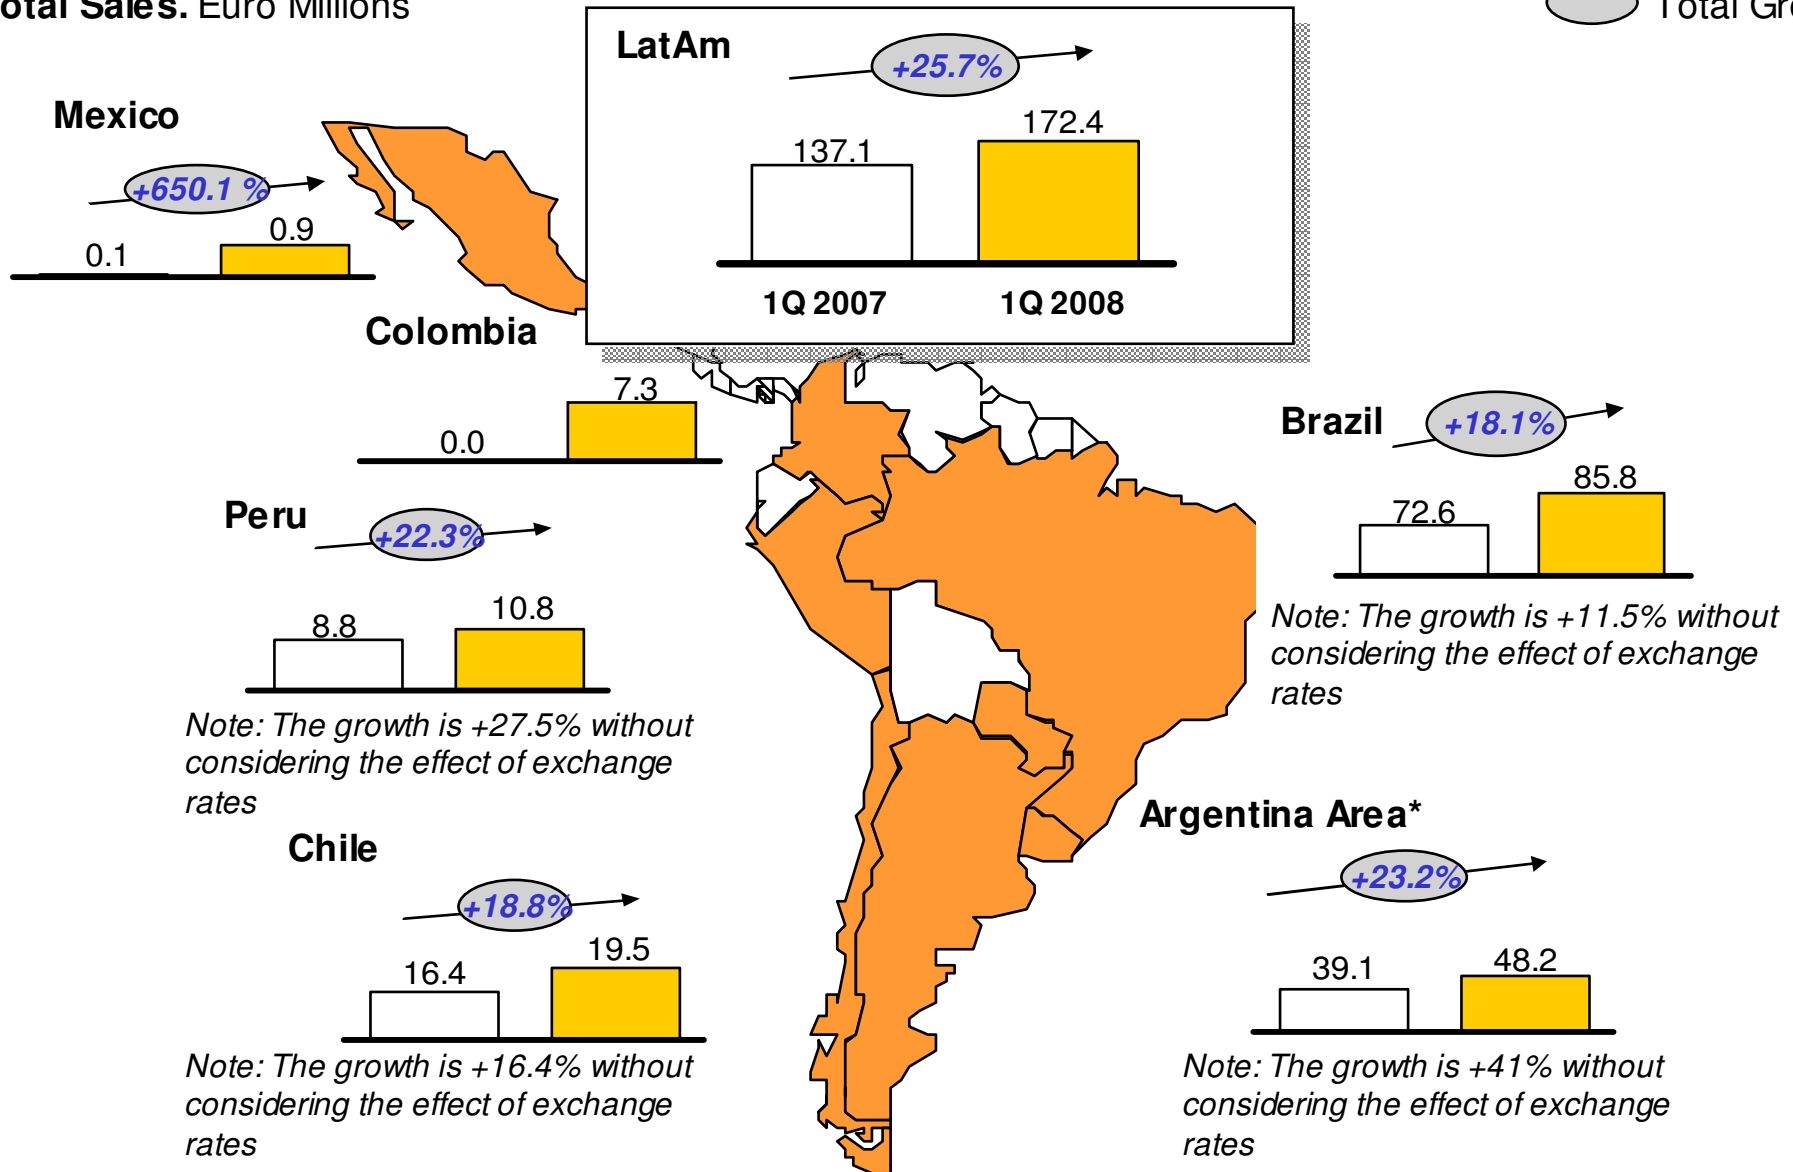 Total Sales. Euro Millions
Total Gro
LatAm
+25.7%
137.1
172.4
1Q 2007
1Q 2008
Mexico
+650.1 %
0.1
0.9
Colombia
0.0
7.3
Brazil
+18.1%
72.6
85.8
Note: The growth is +11.5% without
considering the effect of exchange
rates
Peru
+22.3%
8.8
10.8
Note: The growth is +27.5% without
considering the effect of exchange
rates
Argentina Area*
+23.2%
39.1
48.2
Note: The growth is +41% without
considering the effect of exchange
rates
Chile
+18.8%
16.4
19.5
Note: The growth is +16.4% without
considering the effect of exchange
rates